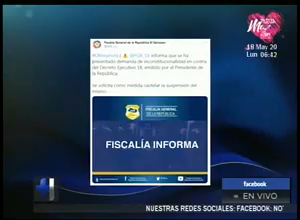 Fiscalía General de la República El Salvador
informa que se ha
presentado demanda de inconstitucionalidad en contra
del Decreto Ejecutivo 18, emitido por el Presidente de
la República.
Se solicita como medida cautelar la suspensión del
mismo.
FISCALÍA GENERAL
DE LA REPÚBLICA
FISCALÍA INFORMA
18 May 20
Lun 06:42
facebook
EN VIVO
NUESTRAS REDES SOCIALES: FACEBOOK: NOT